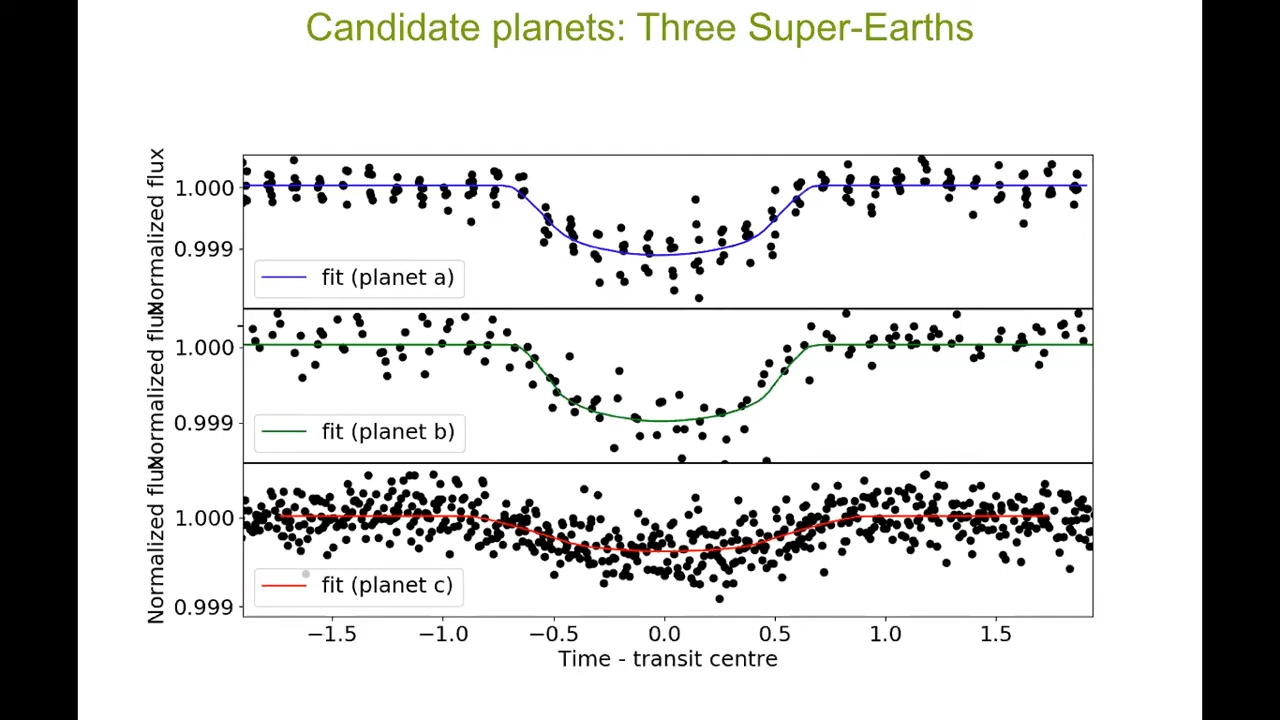 Candidate planets: Three Super-Earths
Normalized flux
1.000
0.999
fit (planet a)
Normalized flux
1.000
0.999
fit (planet b)
Normalized flux
1.000
0.999
fit (planet c)
−1.5 −1.0 −0.5 0.0 0.5 1.0 1.5
Time - transit centre